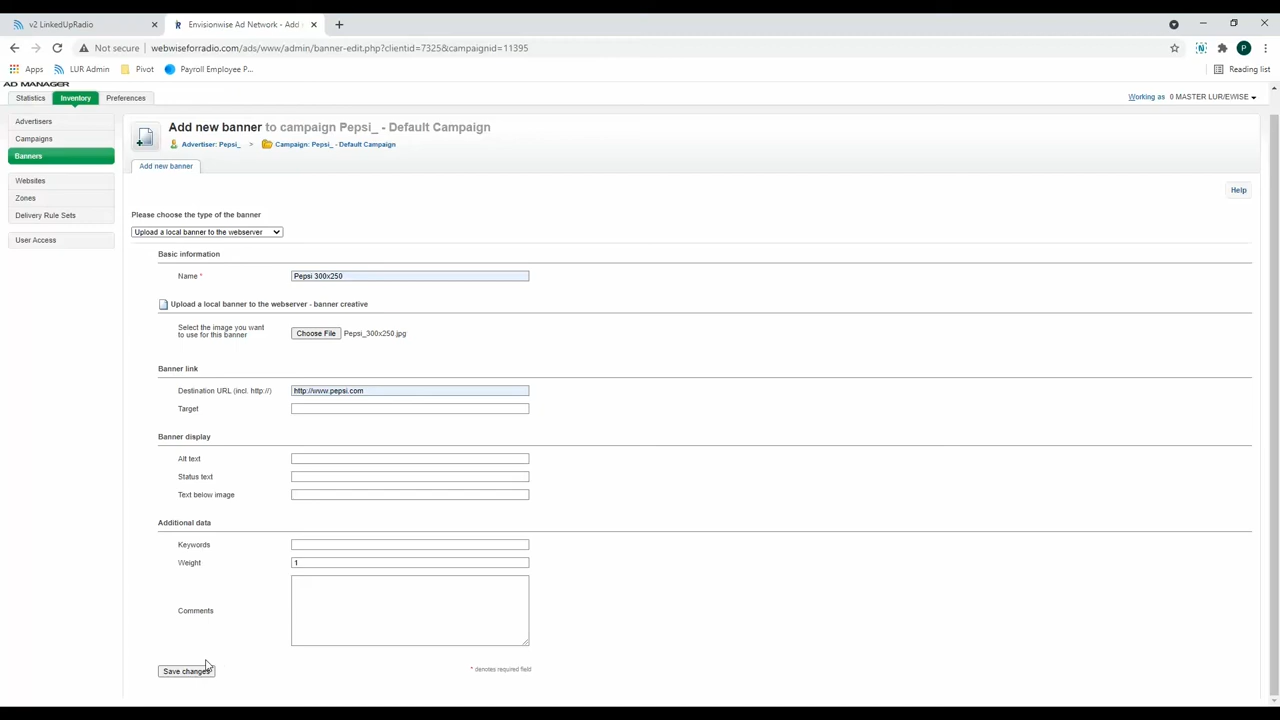 v2 LinkedUpRadio
Envisionwise Ad Network - Add
Not secure webwiseforradio.com/ads/www/admin/banner-edit.php?clientid=7325&campaignid=11395
P
Apps LUR Admin Pivot Payroll Employee P... Reading list
AD MANAGER
Statistics Inventory Preferences Working as 0 MASTER LUR/EWISE
Advertisers
Campaigns
Banners
Websites
Zones
Delivery Rule Sets
User Access
Add new banner to campaign Pepsi_ - Default Campaign
Advertiser: Pepsi_ > Campaign: Pepsi_ - Default Campaign
Add new banner
Help
Please choose the type of the banner
Upload a local banner to the webserver
Basic information
Name * Pepsi 300x250
Upload a local banner to the webserver - banner creative
Select the image you want
to use for this banner
Choose File Pepsi_300x250.jpg
Banner link
Destination URL (incl. http://) http://www.pepsi.com
Target
Banner display
Alt text
Status text
Text below image
Additional data
Keywords
Weight 1
Comments
Save changes
* denotes required field